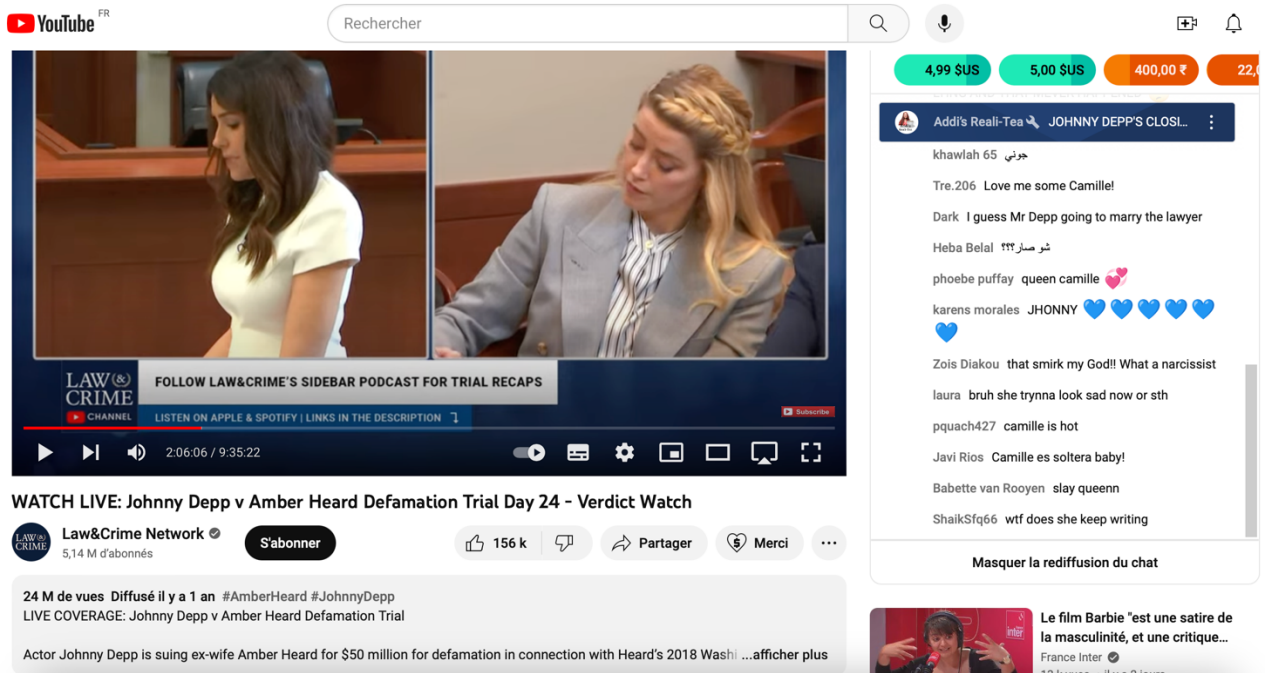 YouTube FR
Rechercher
4,99 $US 5,00 $US 400,00 ₹ 22,0
LAW&CRIME CHANNEL
FOLLOW LAW&CRIME'S SIDEBAR PODCAST FOR TRIAL RECAPS
LISTEN ON APPLE & SPOTIFY | LINKS IN THE DESCRIPTION
Subscribe
2:06:06 / 9:35:22
WATCH LIVE: Johnny Depp v Amber Heard Defamation Trial Day 24 - Verdict Watch
LAW& CRIME
Law&Crime Network
5,14 M d'abonnés
S'abonner
156 k
Partager
Merci
24 M de vues Diffusé il y a 1 an #AmberHeard #JohnnyDepp
LIVE COVERAGE: Johnny Depp v Amber Heard Defamation Trial
Actor Johnny Depp is suing ex-wife Amber Heard for $50 million for defamation in connection with Heard's 2018 Washi ...afficher plus
Addi's Reali-Tea JOHNNY DEPP'S CLOSI...
khawlah 65 جوني
Tre.206 Love me some Camille!
Dark I guess Mr Depp going to marry the lawyer
Heba Belal شو صار؟؟؟
phoebe puffay queen camille 💞
karens morales JHONNY 💙💙💙💙💙
💙
Zois Diakou that smirk my God!! What a narcissist
laura bruh she trynna look sad now or sth
pquach427 camille is hot
Javi Rios Camille es soltera baby!
Babette van Rooyen slay queenn
ShaikSfq66 wtf does she keep writing
Masquer la rediffusion du chat
inter
Le film Barbie "est une satire de
la masculinité, et une critique...
France Inter